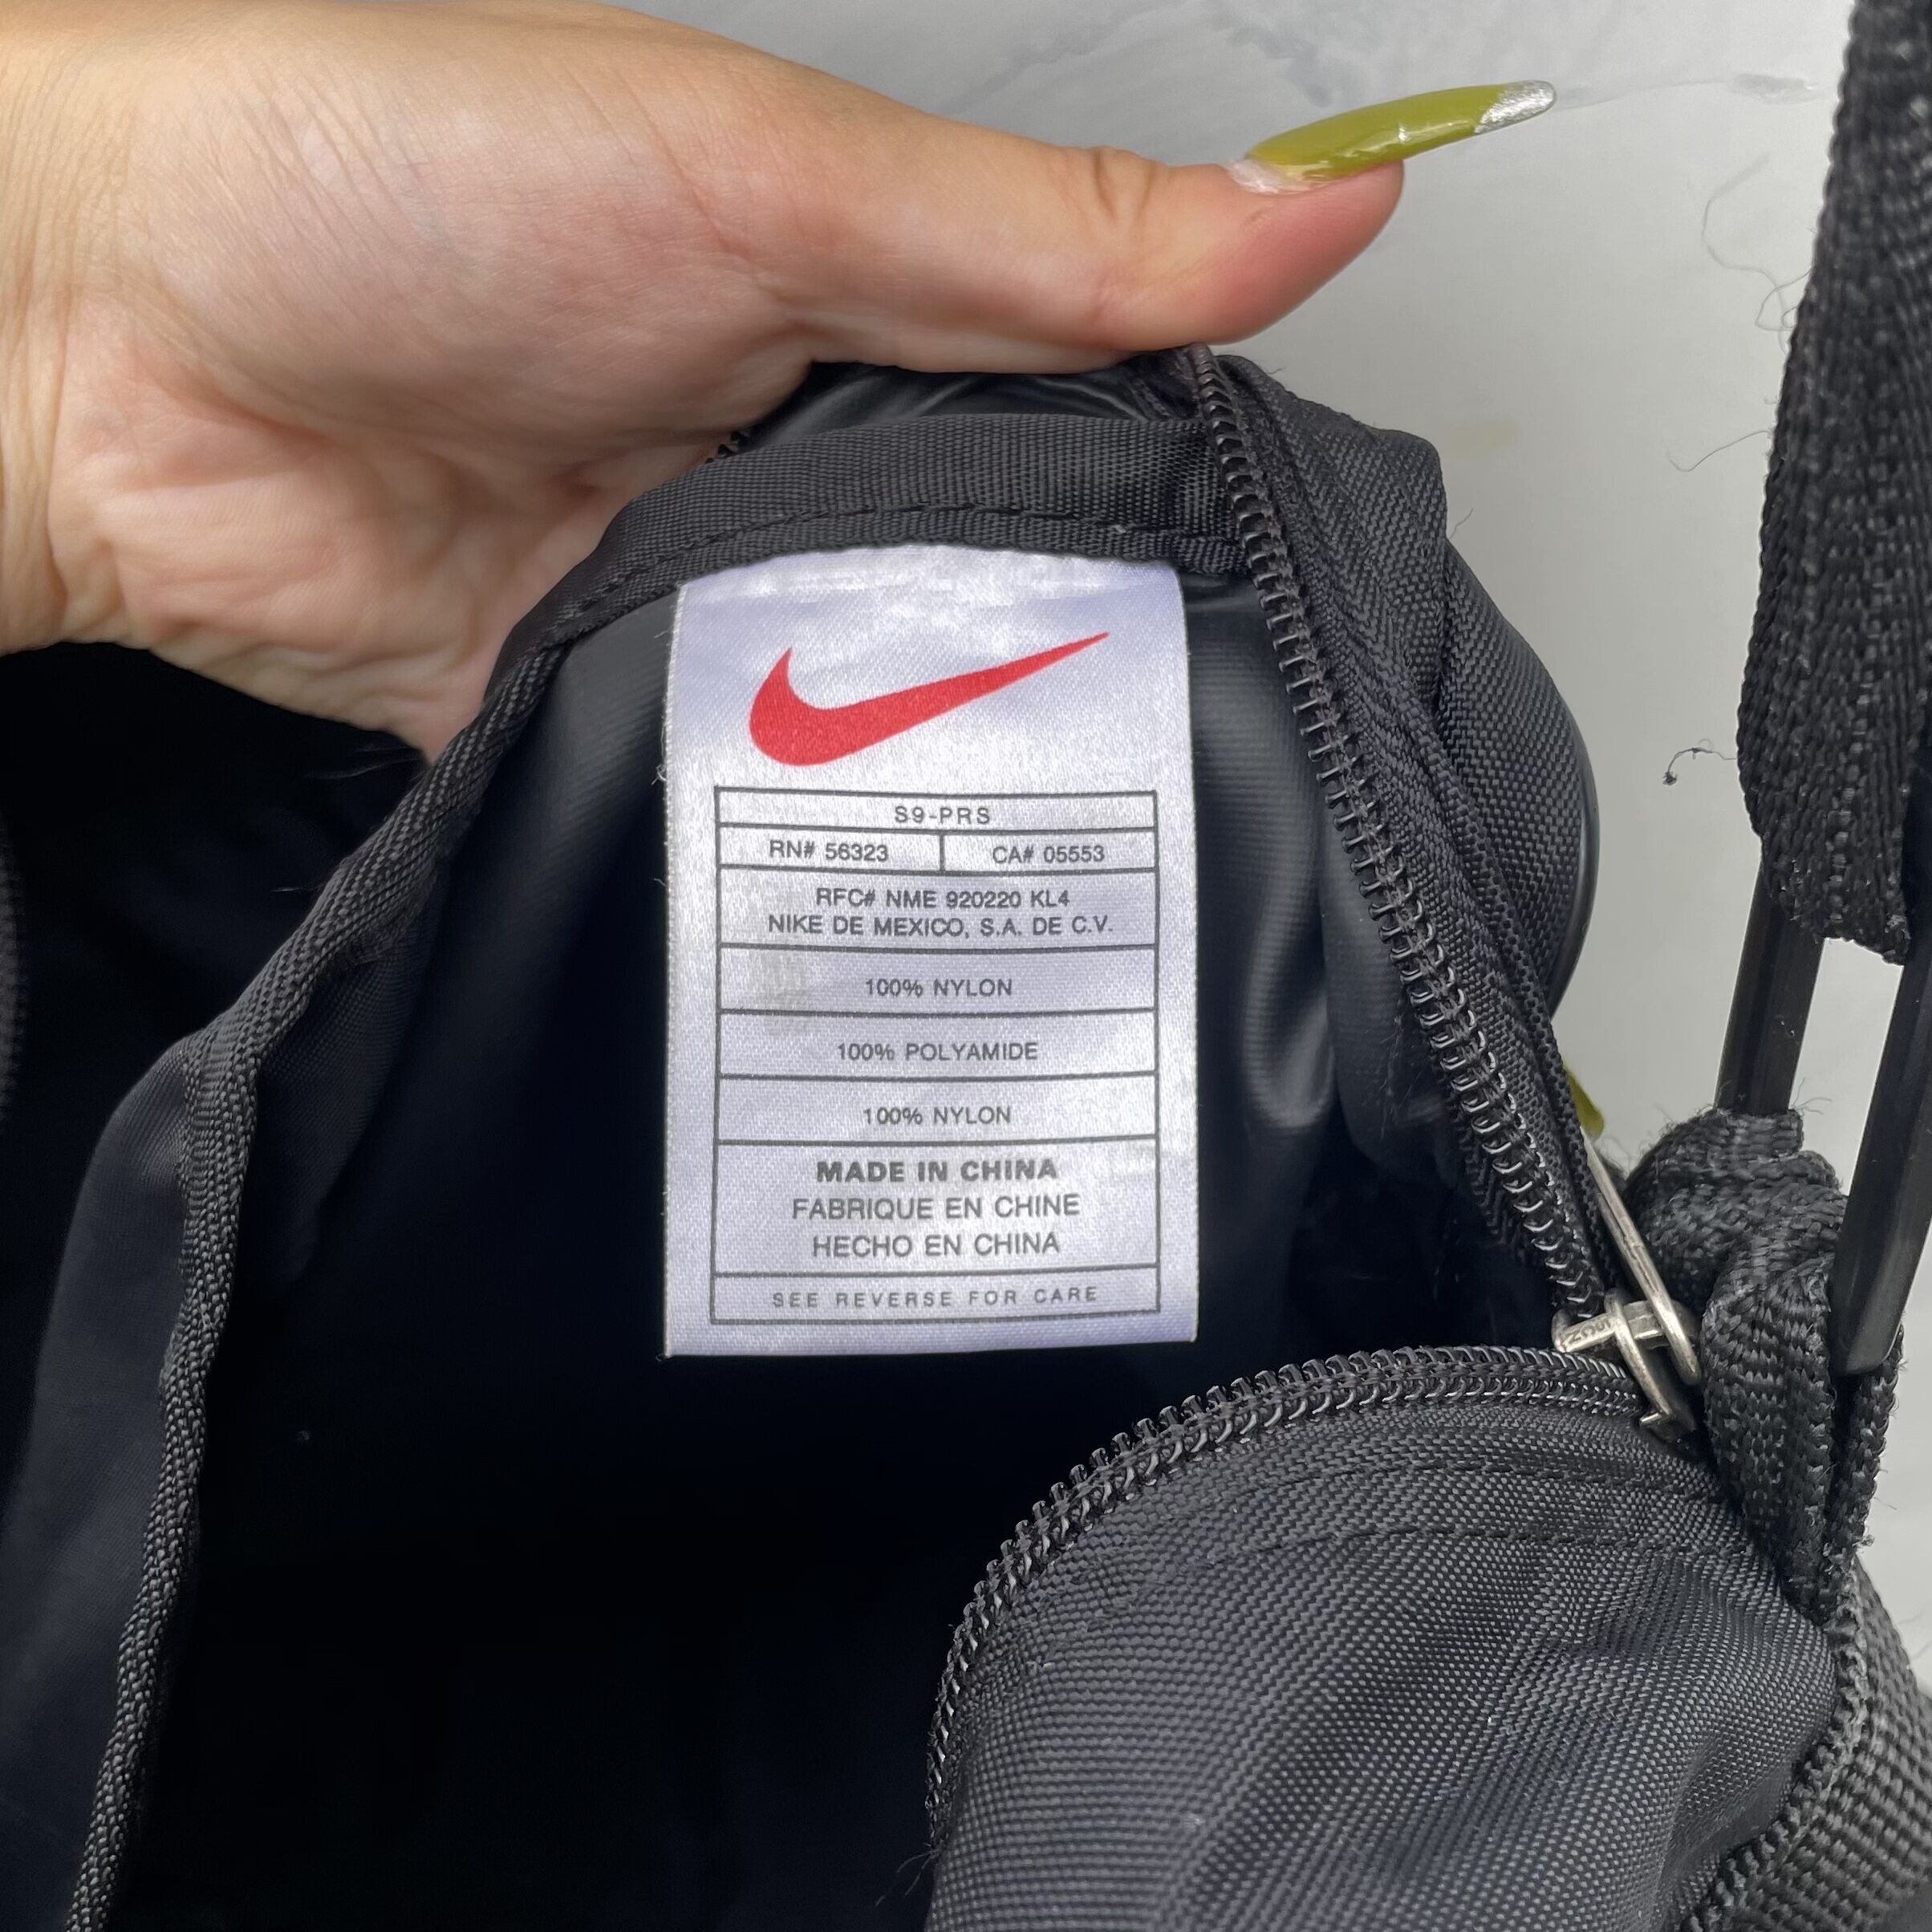 S9-PRS
RN# 56323 CA# 05553
RFC# NME 920220 KL4
NIKE DE MEXICO, S.A. DE C.V.
100% NYLON
100% POLYAMIDE
100% NYLON
MADE IN CHINA
FABRIQUE EN CHINE
HECHO EN CHINA
SEE REVERSE FOR CARE